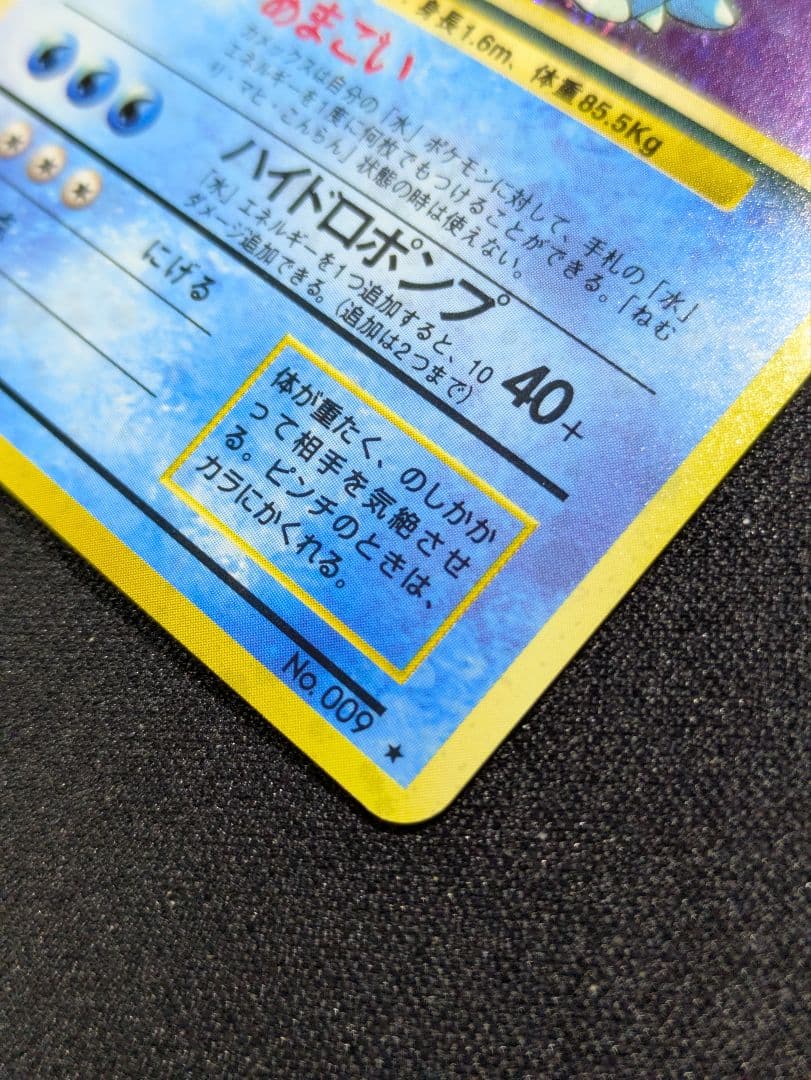 身長1.6m、体重85.5Kg
あまごい
カメックスは自分の「水」ポケモンに対して、手札の「水」
エネルギーを1度に何枚でもつけることができる。「ねむ
り・マヒ・こんらん」状態の時は使えない。
ハイドロポンプ 40+
「水」エネルギーを1つ追加すると、10
ダメージ追加できる。(追加は2つまで)
にげる
体が重たく、のしかか
って相手を気絶させ
る。ピンチのときは、
カラにかくれる。
No. 009 ★